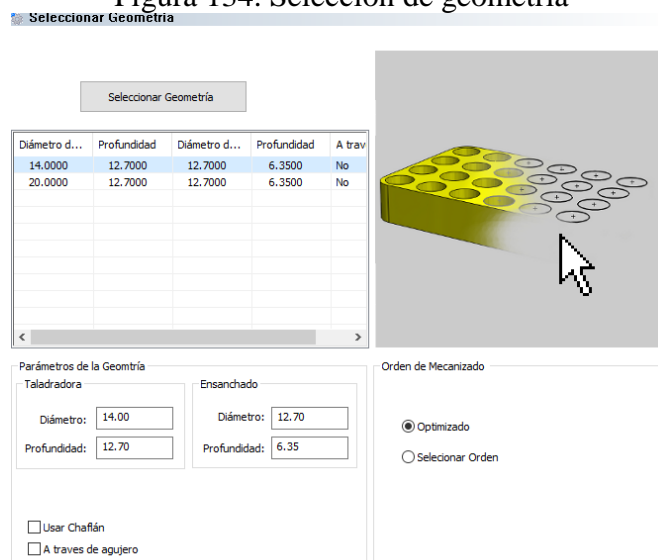 Figura 134. Selección de geometría
Seleccionar Geometría
Seleccionar Geometría
Diámetro d... Profundidad Diámetro d... Profundidad A trav
14.0000 12.7000 12.7000 6.3500 No
20.0000 12.7000 12.7000 6.3500 No
Parámetros de la Geomtría
Taladradora
Diámetro: 14.00
Profundidad: 12.70
Ensanchado
Diámetro: 12.70
Profundidad: 6.35
Usar Chaflán
A traves de agujero
Orden de Mecanizado
Optimizado
Selecionar Orden